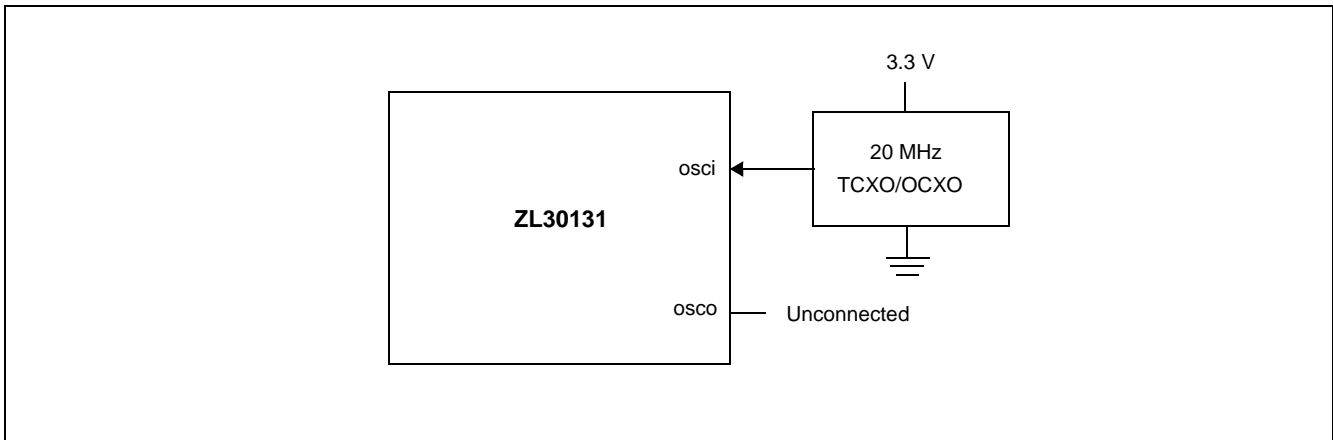 3.3 V
20 MHz
TCXO/OCXO
osci
ZL30131
osco
Unconnected